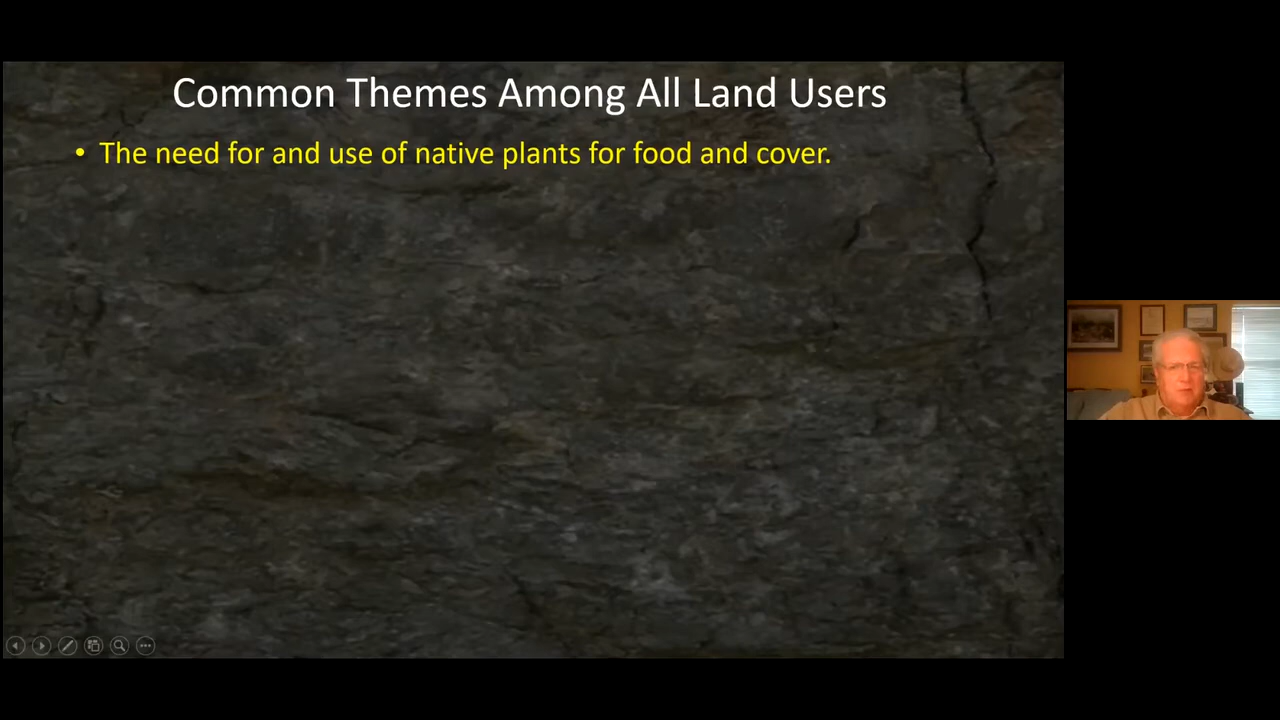 Common Themes Among All Land Users
• The need for and use of native plants for food and cover.